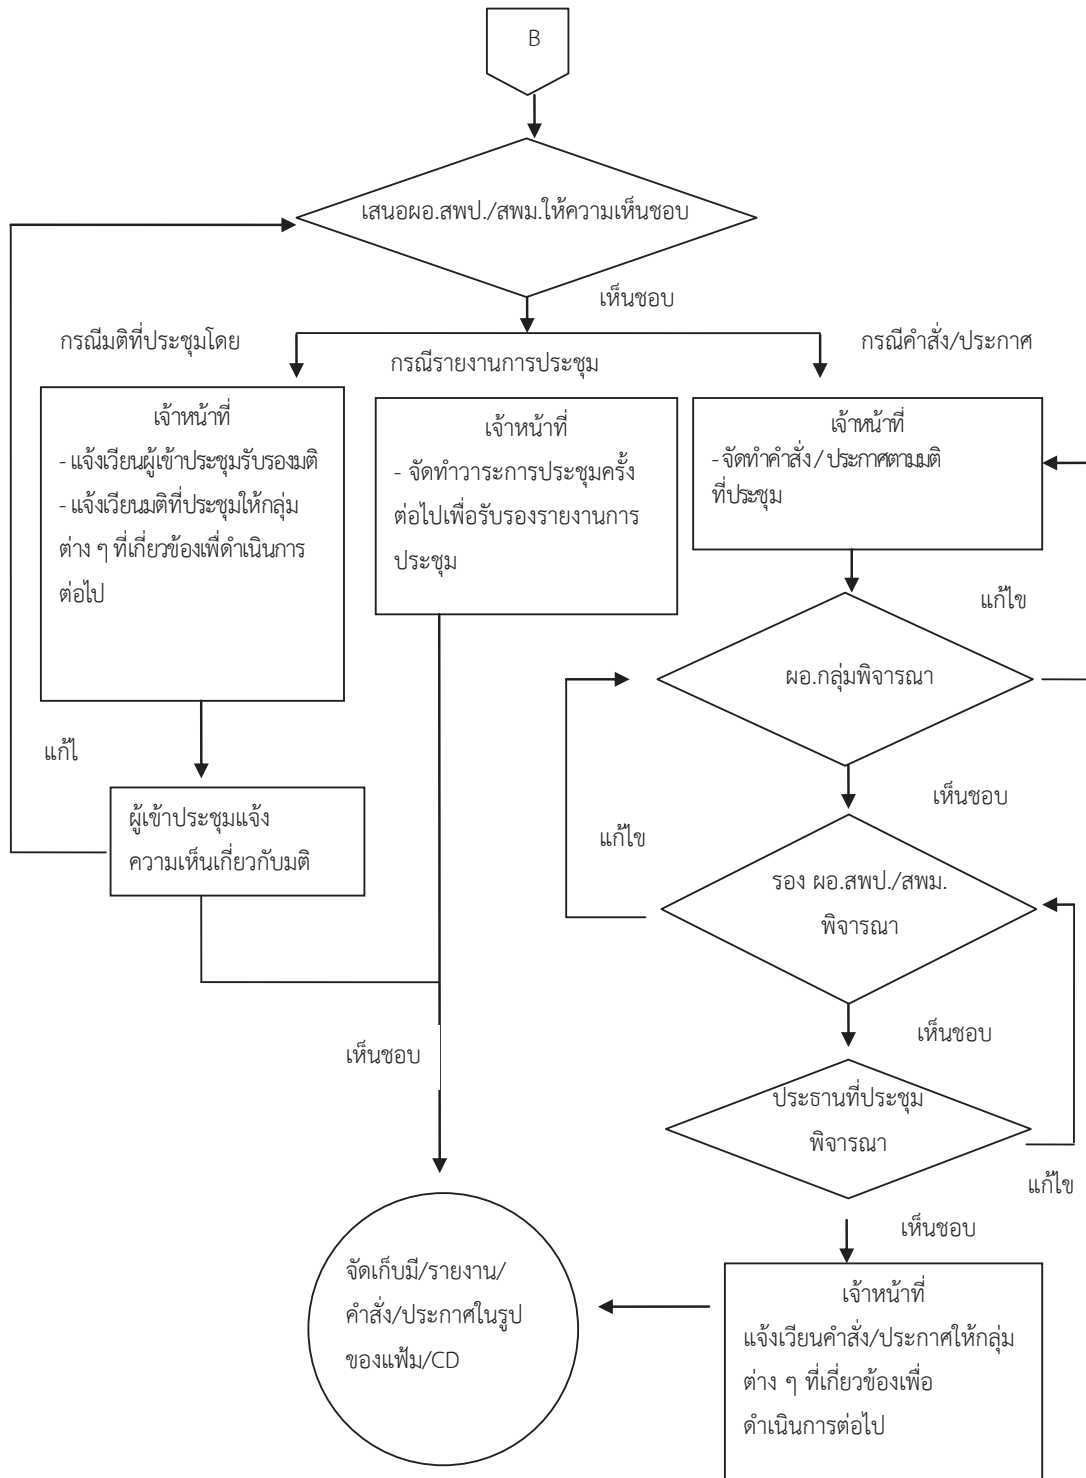 B
เสนอผอ.สพป./สพม.ให้ความเห็นชอบ
เห็นชอบ
กรณีมติที่ประชุมโดย
กรณีรายงานการประชุม
กรณีคำสั่ง/ประกาศ
เจ้าหน้าที่
- แจ้งเวียนผู้เข้าประชุมรับรองมติ
- แจ้งเวียนมติที่ประชุมให้กลุ่ม
ต่าง ๆ ที่เกี่ยวข้องเพื่ดำเนินการ
ต่อไป
เจ้าหน้าที่
- จัดทำวาระการประชุมครั้ง
ต่อไปเพื่อรับรองรายงานการ
ประชุม
เจ้าหน้าที่
- จัดทำคำสั่ง / ประกาศตามมติ
ที่ประชุม
แก้ไข
ผอ.กลุ่มพิจารณา
แก้ไ
เห็นชอบ
ผู้เข้าประชุมแจ้ง
ความเห็นเกี่ยวกับมติ
แก้ไข
รอง ผอ.สพป./สพม.
พิจารณา
เห็นชอบ
เห็นชอบ
ประธานที่ประชุม
พิจารณา
แก้ไข
เห็นชอบ
จัดเก็บมี/รายงาน/
คำสั่ง/ประกาศในรูป
ของแฟ้ม/CD
เจ้าหน้าที่
แจ้งเวียนคำสั่ง/ประกาศให้กลุ่ม
ต่าง ๆ ที่เกี่ยวข้องเพื่อ
ดำเนินการต่อไป